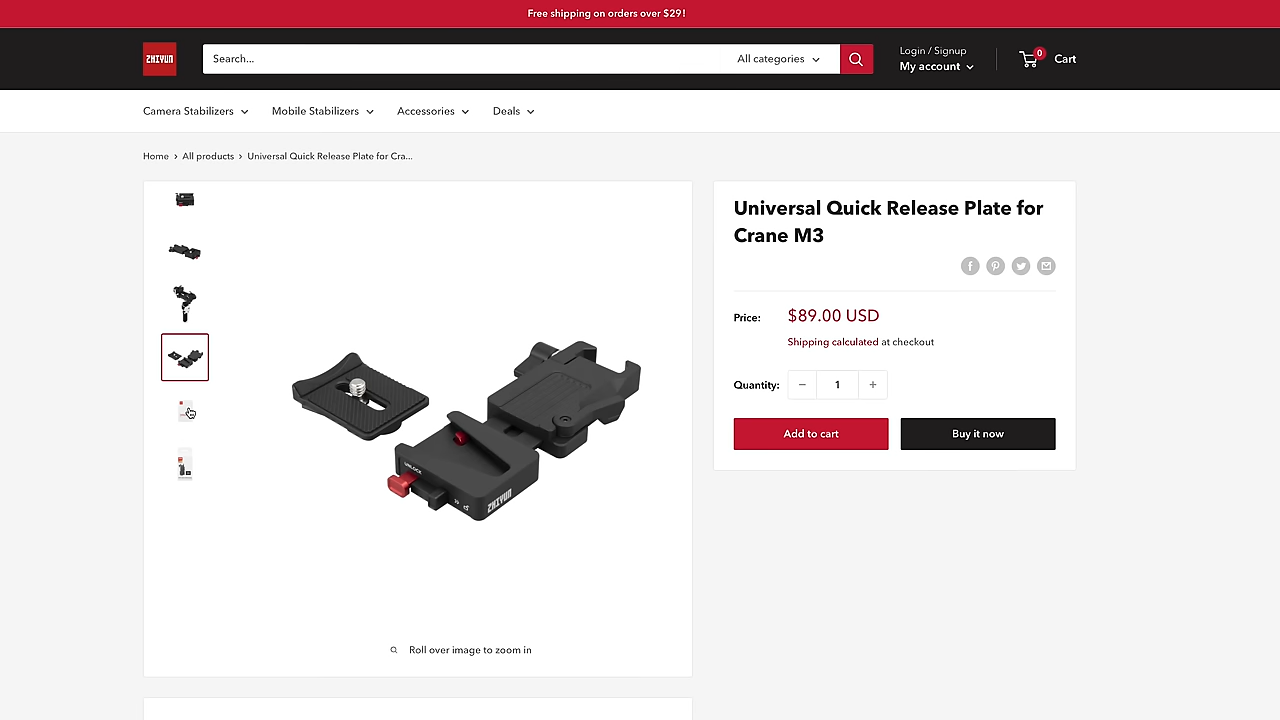 Free shipping on orders over $29!
ZHIYUN
Search...
All categories
Login / Signup
My account
0
Cart
Camera Stabilizers
Mobile Stabilizers
Accessories
Deals
Home › All products › Universal Quick Release Plate for Cra...
Universal Quick Release Plate for
Crane M3
Price:
$89.00 USD
Shipping calculated at checkout
Quantity:
− 1 +
Add to cart
Buy it now
UNLOCK
ZHIYUN
Roll over image to zoom in